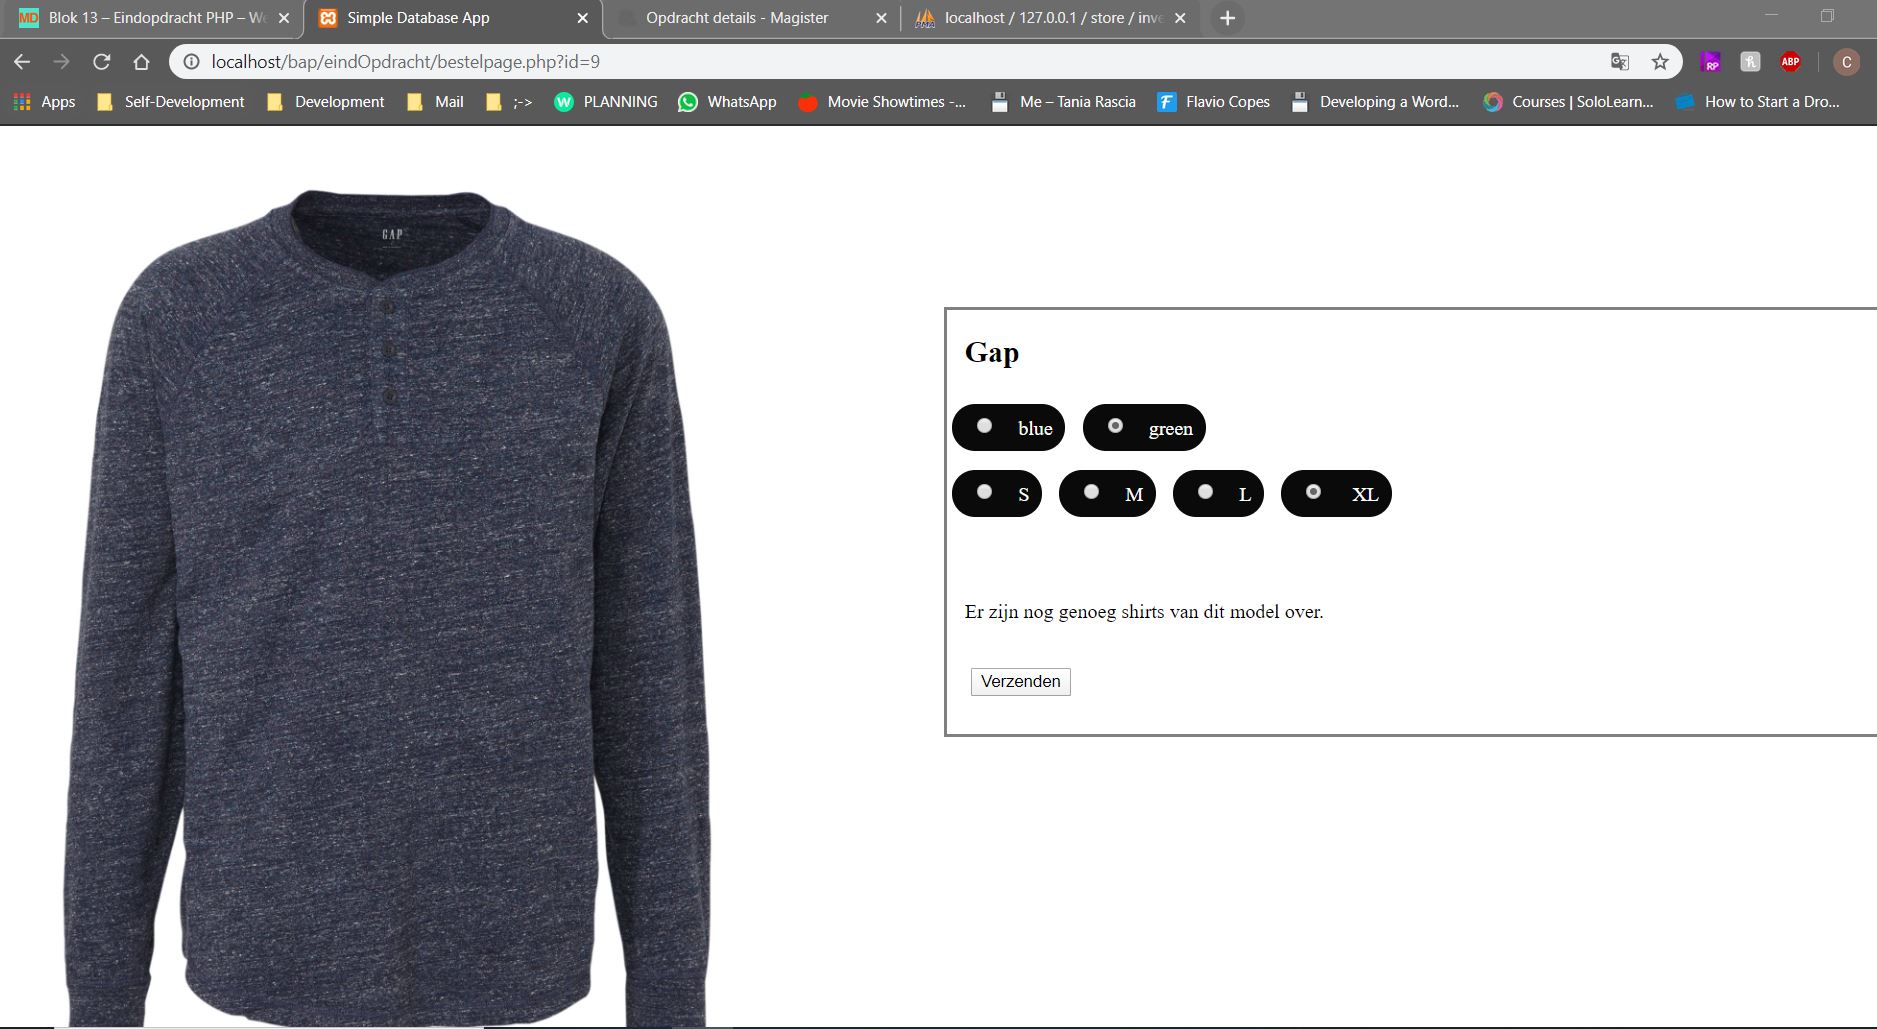 Blok 13 – Eindopdracht PHP – We
Simple Database App
Opdracht details - Magister
localhost / 127.0.0.1 / store / inve
localhost/bap/eindOpdracht/bestelpage.php?id=9
RP
h
ABP
C
Apps
Self-Development
Development
Mail
;->
PLANNING
WhatsApp
Movie Showtimes -...
Me – Tania Rascia
Flavio Copes
Developing a Word...
Courses | SoloLearn...
How to Start a Dro...
GAP
Gap
blue
green
S
M
L
XL
Er zijn nog genoeg shirts van dit model over.
Verzenden